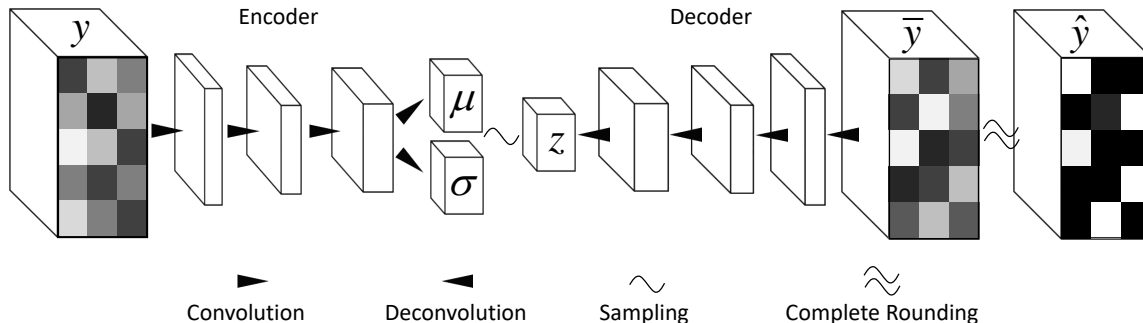 Encoder
Decoder
y
μ
σ
z
y̅
ŷ
Convolution
Deconvolution
Sampling
Complete Rounding